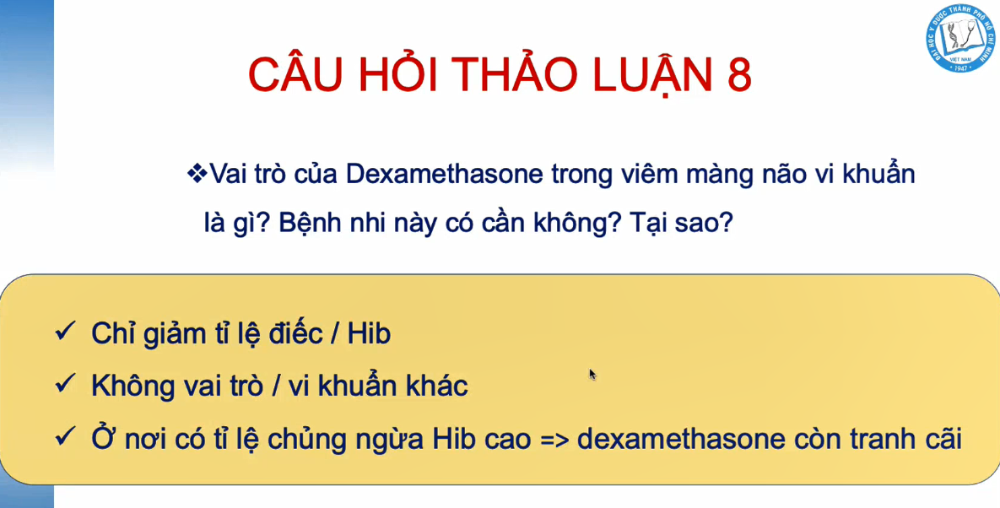 ĐẠI HỌC Y DƯỢC THÀNH PHỐ HỒ CHÍ MINH
VIỆT NAM
1947
CÂU HỎI THẢO LUẬN 8
❖Vai trò của Dexamethasone trong viêm màng não vi khuẩn
là gì? Bệnh nhi này có cần không? Tại sao?
✓ Chỉ giảm tỉ lệ điếc / Hib
✓ Không vai trò / vi khuẩn khác
✓ Ở nơi có tỉ lệ chủng ngừa Hib cao => dexamethasone còn tranh cãi